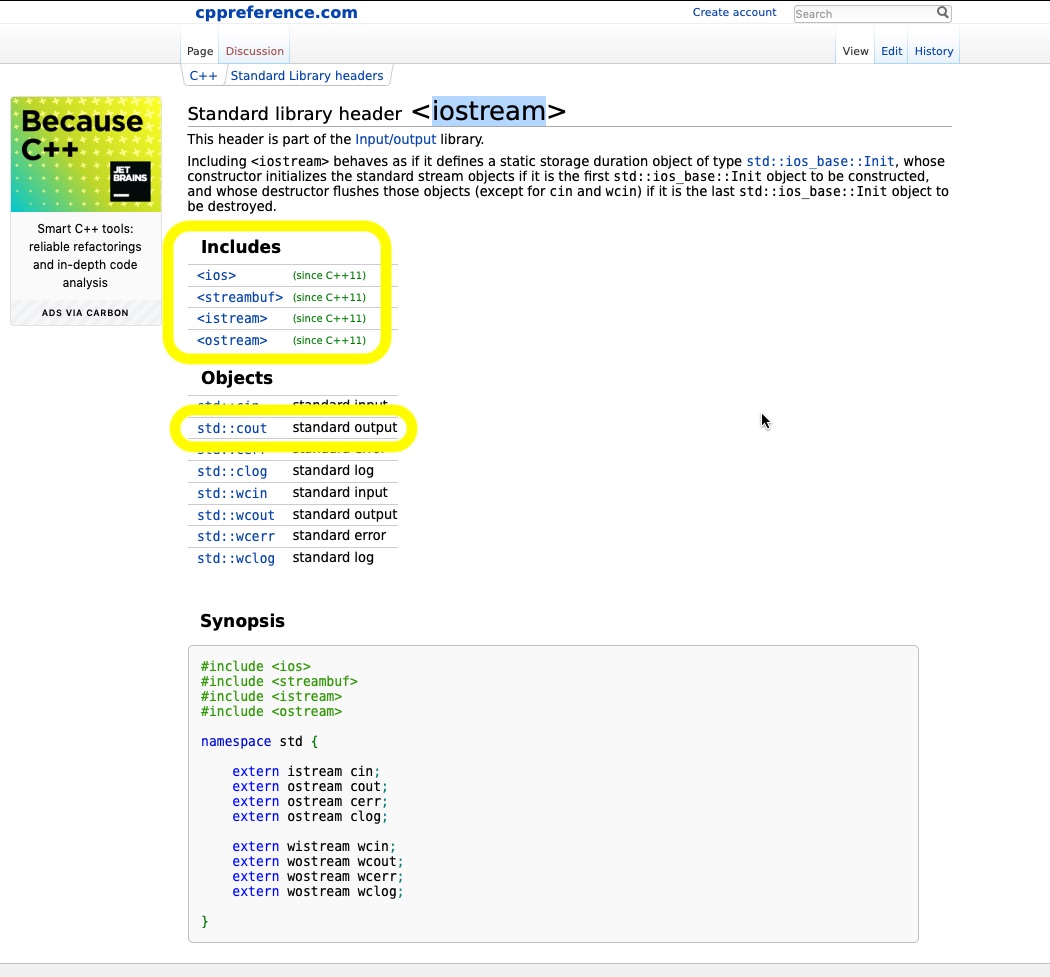 cppreference.com
Create account
Search
Page
Discussion
View
Edit
History
C++
Standard Library headers
Because
C++
JET
BRAINS
Smart C++ tools:
reliable refactorings
and in-depth code
analysis
ADS VIA CARBON
Standard library header <iostream>
This header is part of the Input/output library.
Including <iostream> behaves as if it defines a static storage duration object of type std::ios_base::Init, whose
constructor initializes the standard stream objects if it is the first std::ios_base::Init object to be constructed,
and whose destructor flushes those objects (except for cin and wcin) if it is the last std::ios_base::Init object to
be destroyed.
Includes
<ios> (since C++11)
<streambuf> (since C++11)
<istream> (since C++11)
<ostream> (since C++11)
Objects
std::cin standard input
std::cout standard output
std::cerr standard error
std::clog standard log
std::wcin standard input
std::wcout standard output
std::wcerr standard error
std::wclog standard log
Synopsis
#include <ios>
#include <streambuf>
#include <istream>
#include <ostream>
namespace std {
extern istream cin;
extern ostream cout;
extern ostream cerr;
extern ostream clog;
extern wistream wcin;
extern wostream wcout;
extern wostream wcerr;
extern wostream wclog;
}